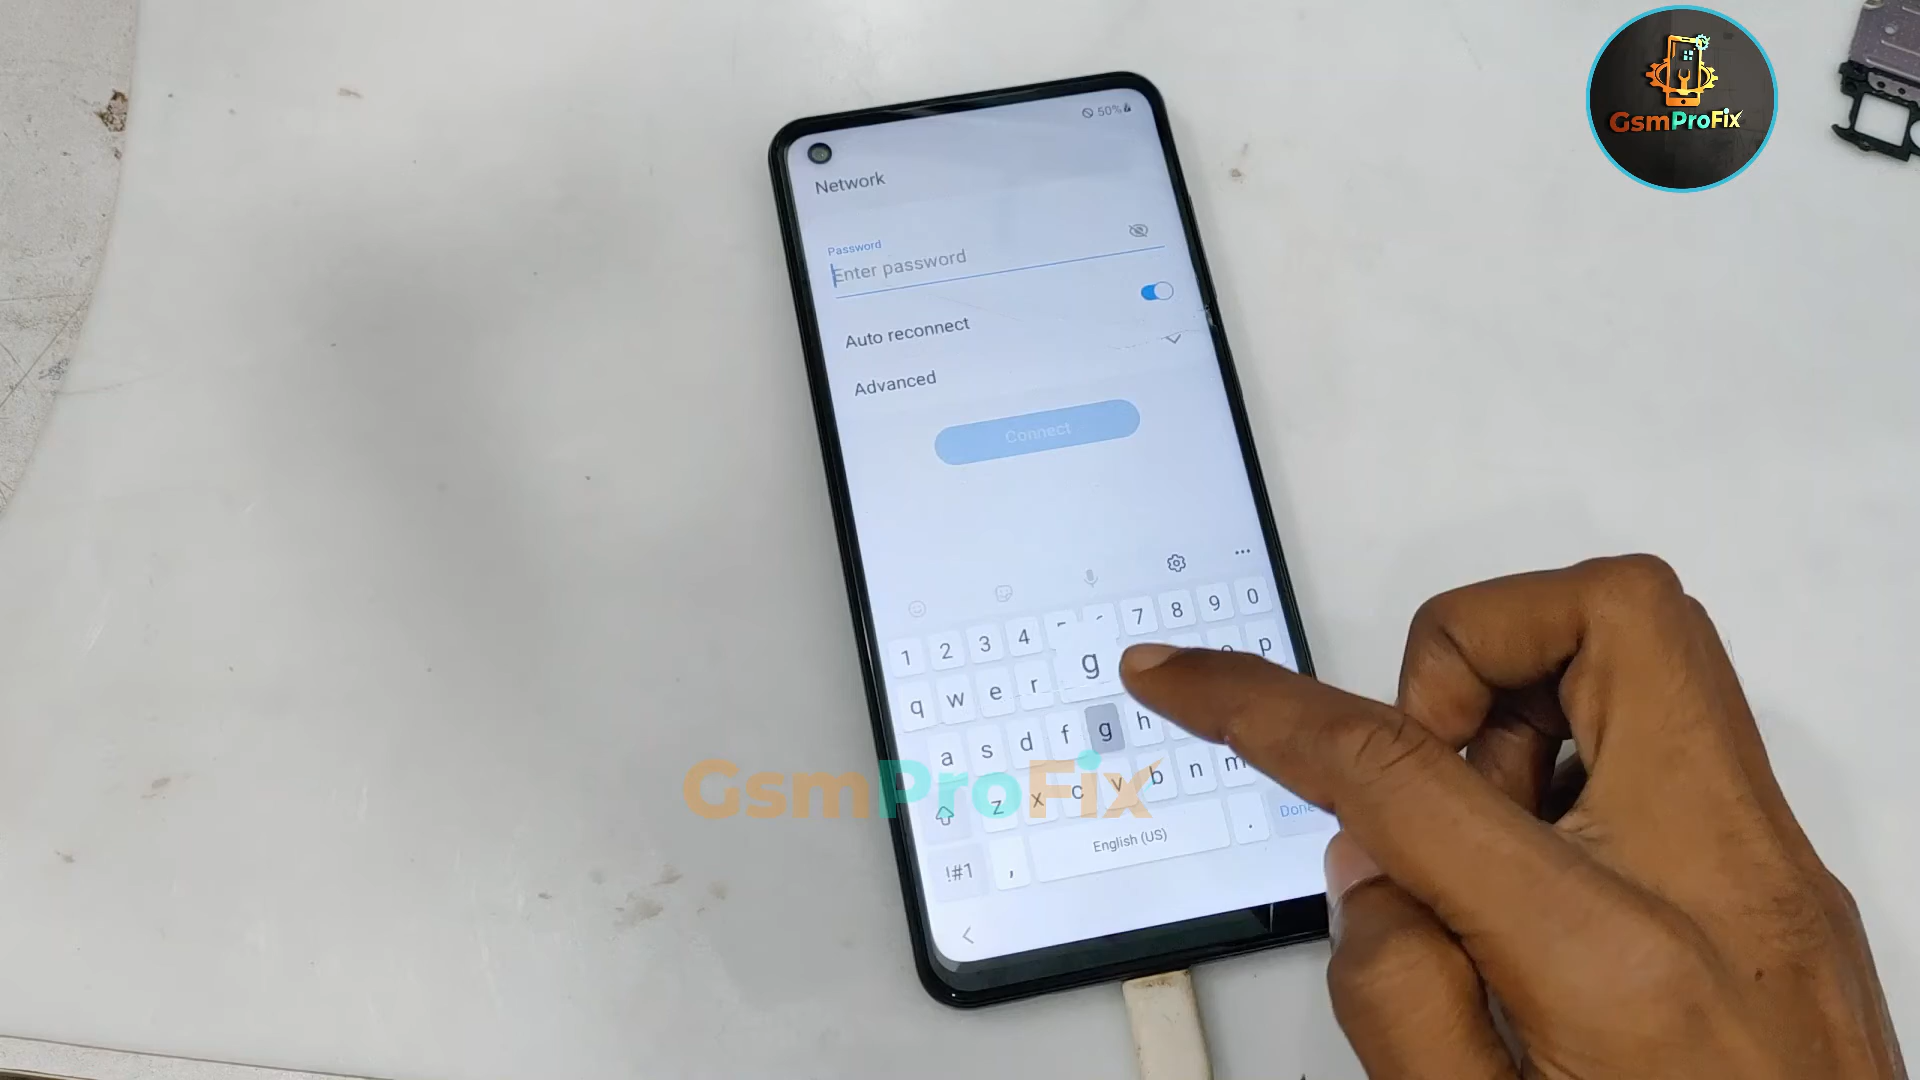 GsmProFix
50%
Network
Password
Enter password
Auto reconnect
Advanced
Connect
1 2 3 4 7 8 9 0
q w e r g p
a s d f g h
z x c v b n m
GsmProFix
!#1 , English (US) . Done